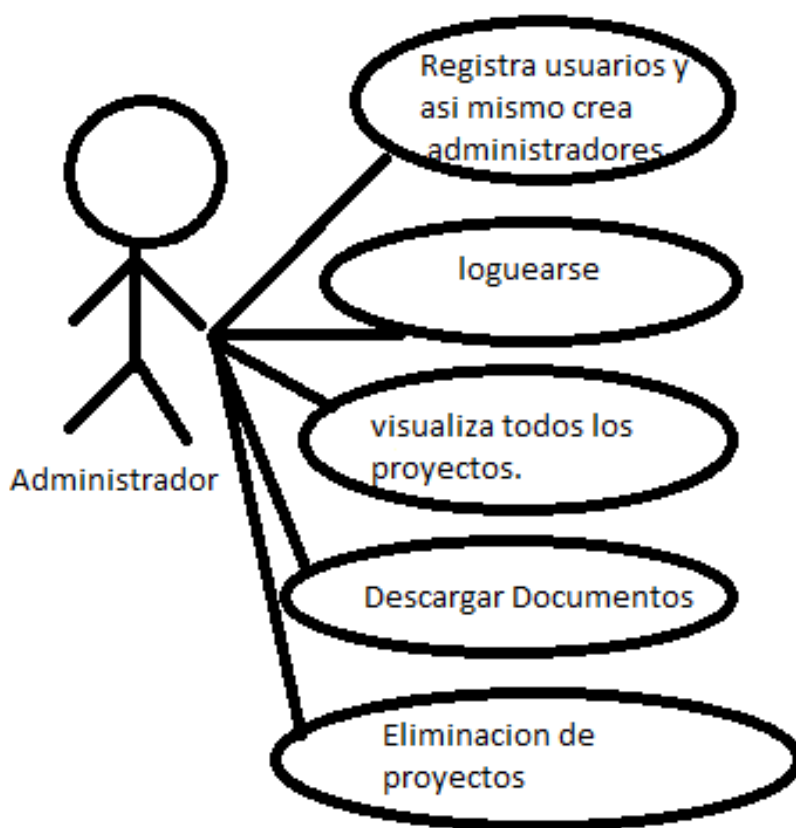 Registra usuarios y
asi mismo crea
administradores
loguearse
visualiza todos los
proyectos.
Administrador
Descargar Documentos
Eliminacion de
proyectos